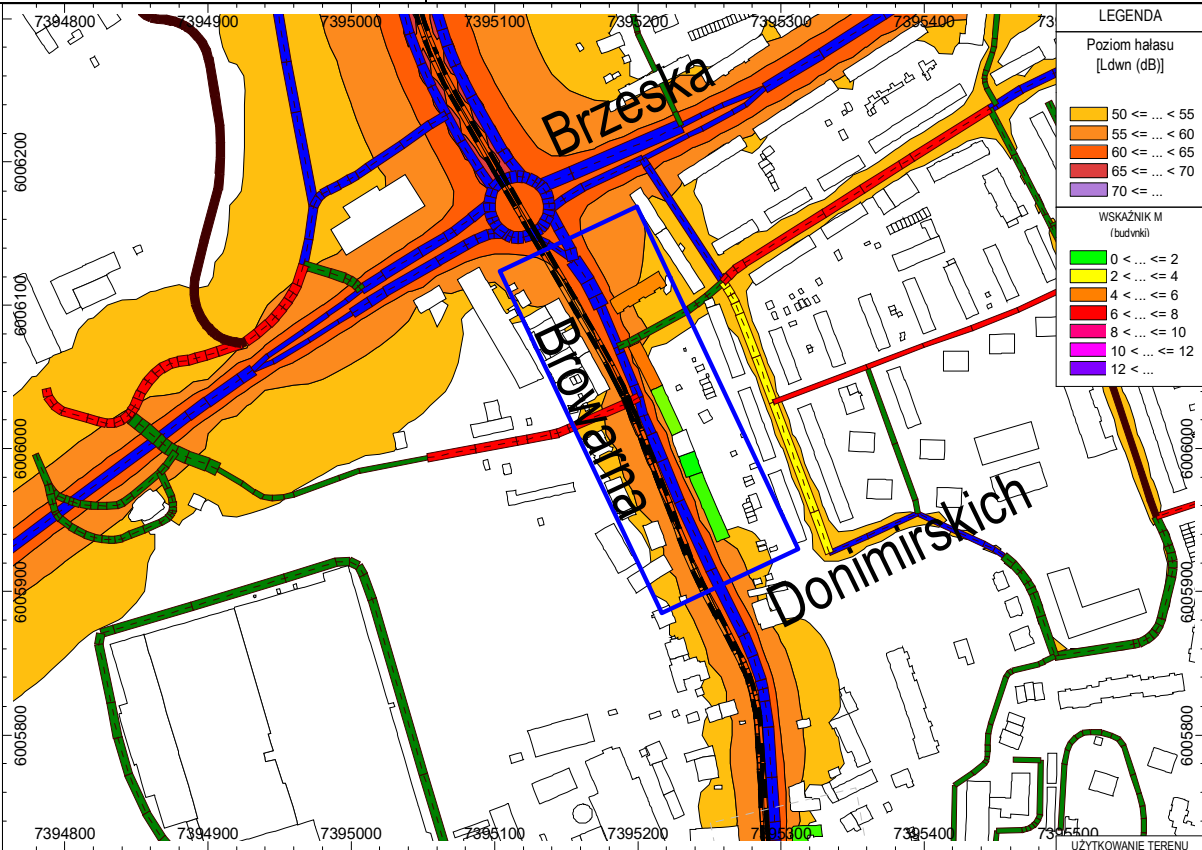 7394800 7394900 7395000 7395100 7395200 7395300 7395400
LEGENDA
Poziom hałasu
[Ldwn (dB)]
50 <= ... < 55
55 <= ... < 60
60 <= ... < 65
65 <= ... < 70
70 <= ...
WSKAŹNIK M
(budynki)
0 < ... <= 2
2 < ... <= 4
4 < ... <= 6
6 < ... <= 8
8 < ... <= 10
10 < ... <= 12
12 < ...
Brzeska
Browarna
Donimirskich
6006200
6006100
6006000
6005900
6005800
6006000
6005900
6005800
7394800 7394900 7395000 7395100 7395200 7395300 7395400 7395500
UŻYTKOWANIE TERENU